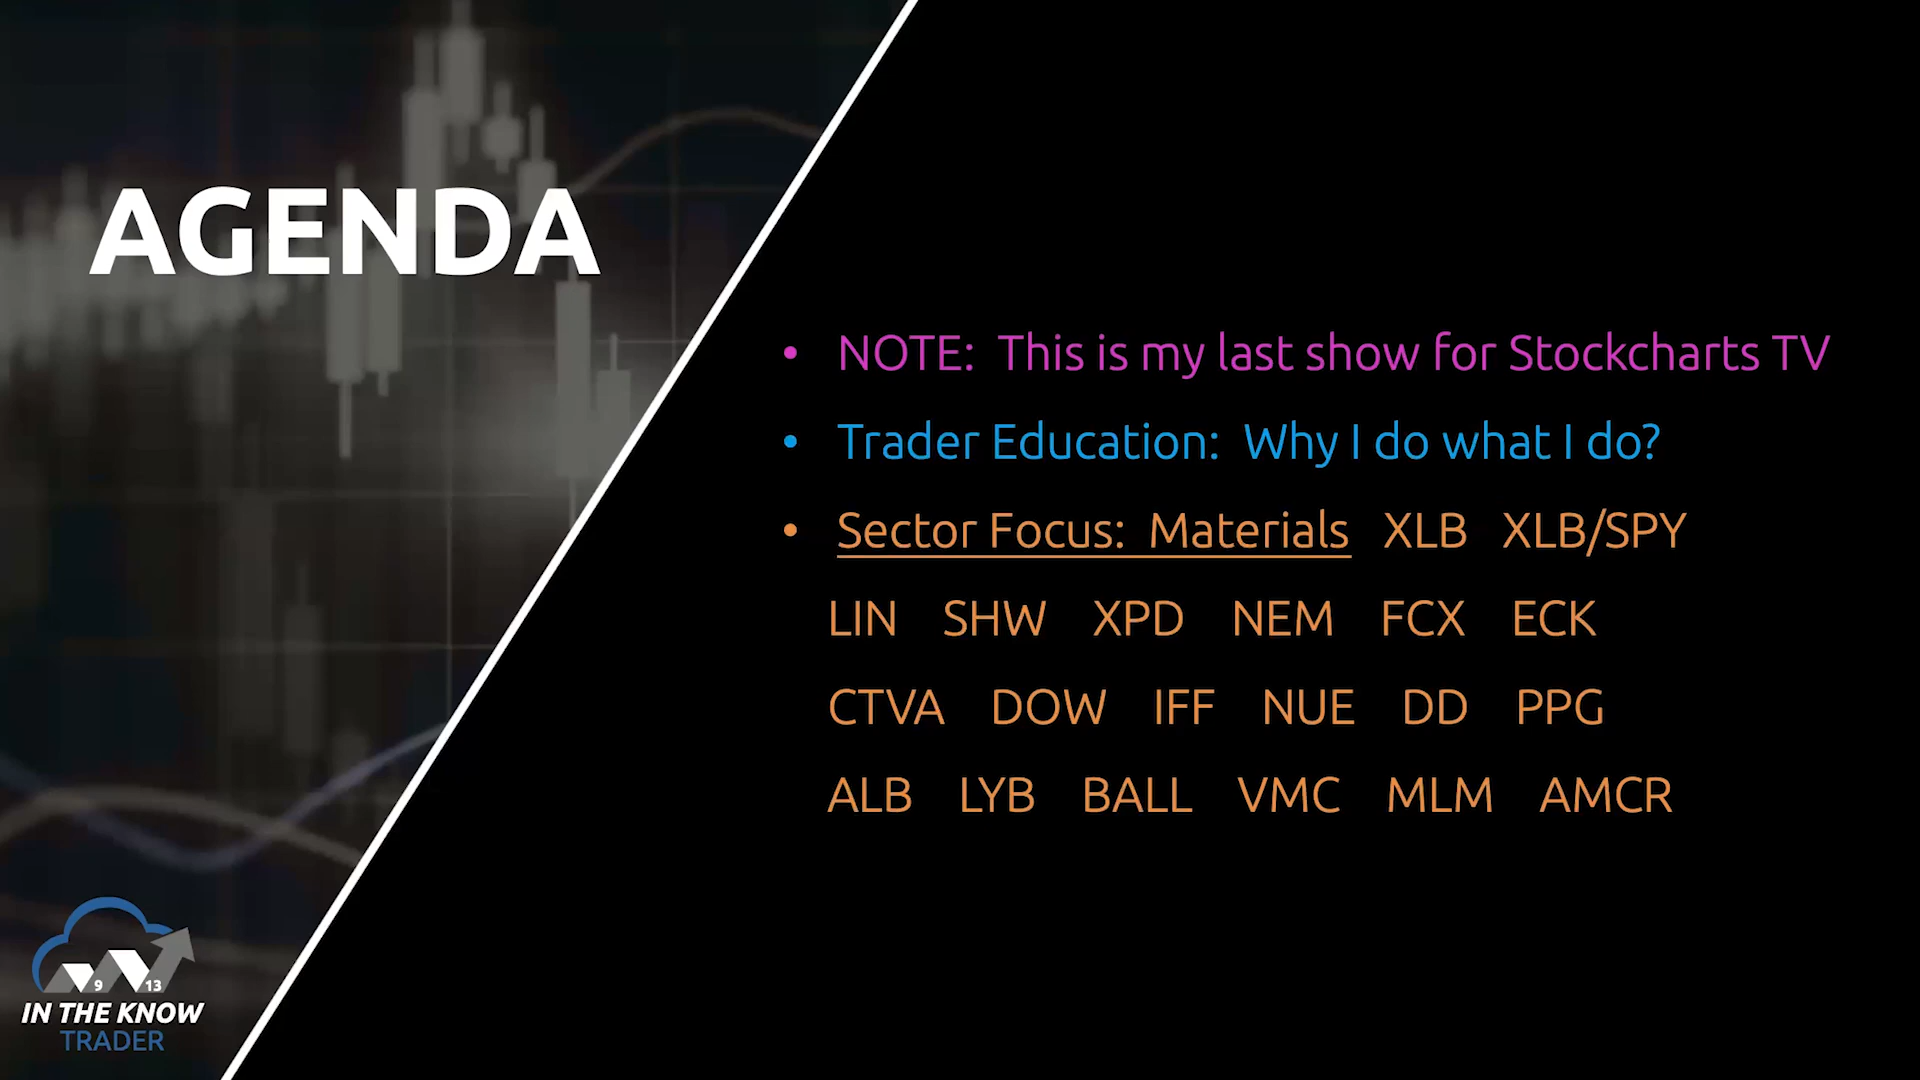 AGENDA
• NOTE: This is my last show for Stockcharts TV
• Trader Education: Why I do what I do?
• Sector Focus: Materials XLB XLB/SPY
LIN SHW XPD NEM FCX ECK
CTVA DOW IFF NUE DD PPG
ALB LYB BALL VMC MLM AMCR
9 13
IN THE KNOW
TRADER